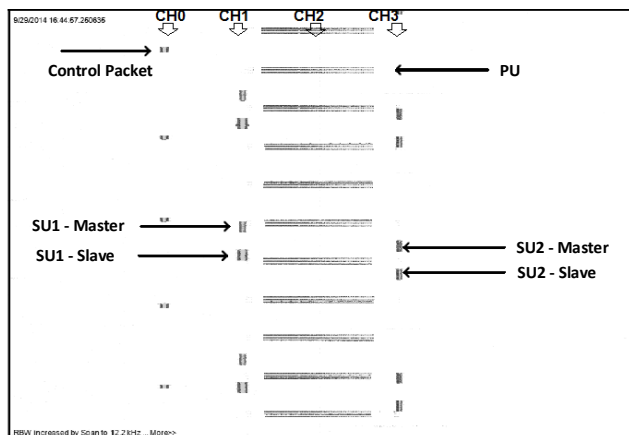 9/29/2014 16:44:57.250635
CH0 CH1 CH2 CH3
Control Packet
PU
SU1 - Master
SU1 - Slave
SU2 - Master
SU2 - Slave
RBW increased by Span to 12.2 kHz ... More>>